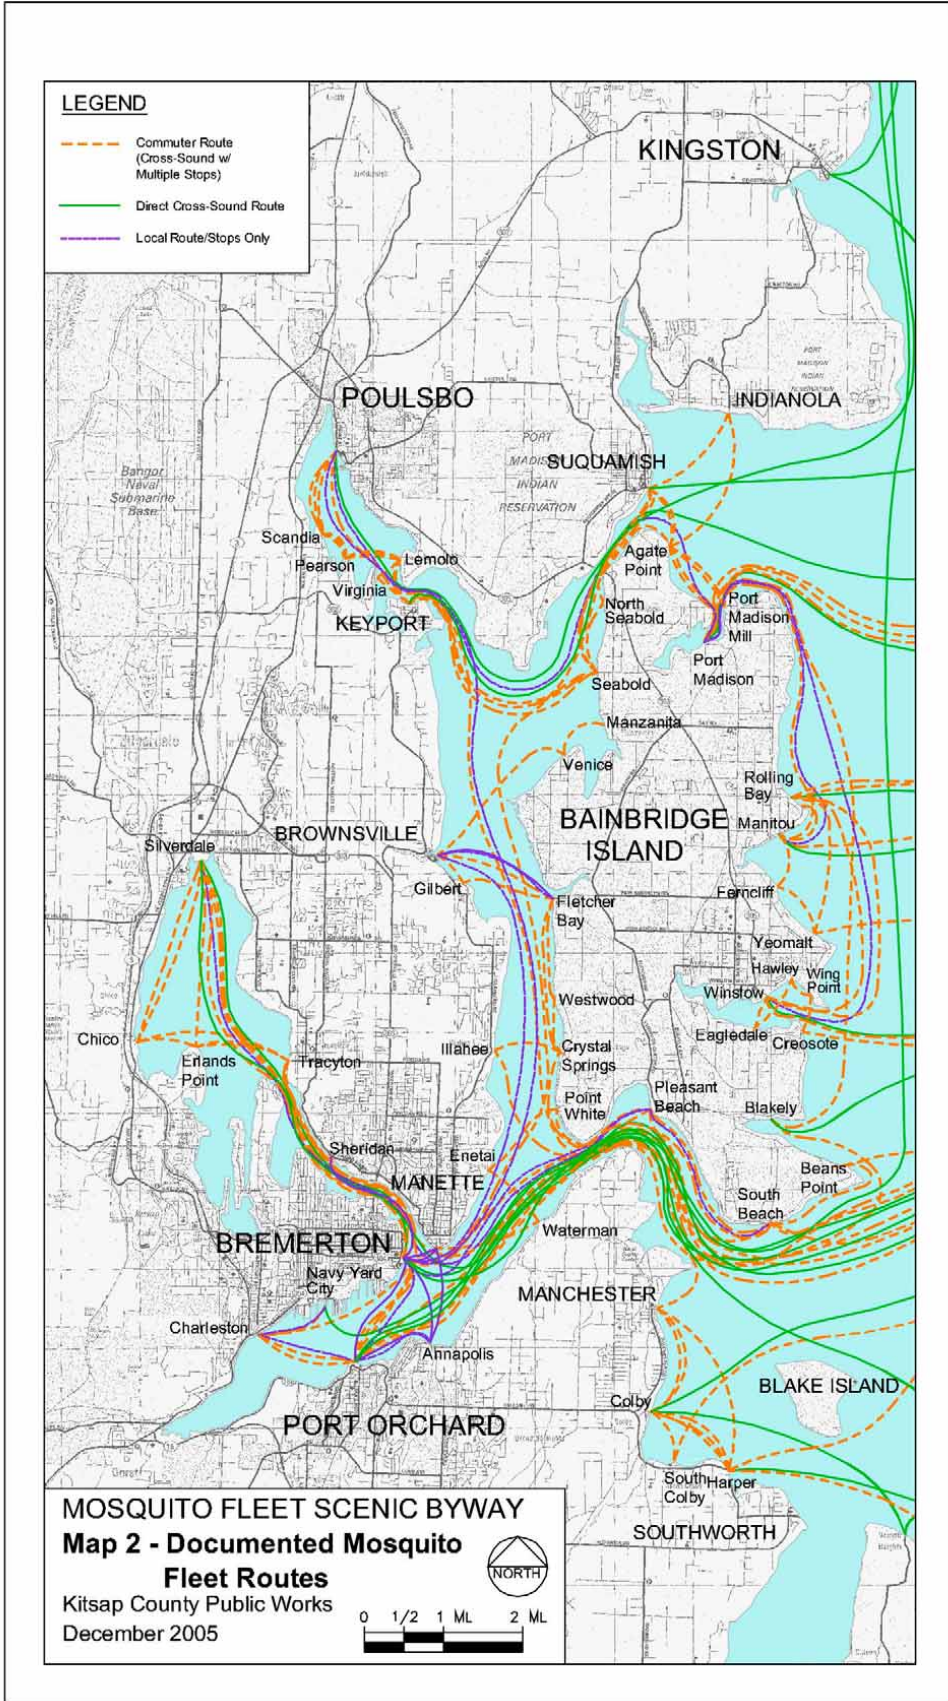 LEGEND
Commuter Route
(Cross-Sound w/
Multiple Stops)
Direct Cross-Sound Route
Local Route/Stops Only
KINGSTON
PORT
MADISON
INDIAN
RESERVATION
INDIANOLA
POULSBO
PORT
MADISON
SUQUAMISH
INDIAN
RESERVATION
Bangor
Naval
Submarine
Base
Scandia
Pearson
Lemolo
Virginia
KEYPORT
Agate
Point
North
Seabold
Port
Madison
Mill
Port
Madison
Seabold
Manzanita
Venice
Rolling
Bay
Manitou
BAINBRIDGE
ISLAND
BROWNSVILLE
Silverdale
Gilbert
Fletcher
Bay
Ferncliff
Yeomalt
Hawley
Wing
Point
Winslow
Westwood
Eagledale
Creosote
Chico
Erlands
Point
Tracyton
Illahee
Crystal
Springs
Point
White
Pleasant
Beach
Blakely
Sheridan
Enetai
MANETTE
Beans
Point
South
Beach
Waterman
BREMERTON
Navy Yard
City
MANCHESTER
Charleston
Annapolis
BLAKE ISLAND
Colby
PORT ORCHARD
South
Colby
Harper
SOUTHWORTH
MOSQUITO FLEET SCENIC BYWAY
Map 2 - Documented Mosquito
Fleet Routes
Kitsap County Public Works
December 2005
NORTH
0 1/2 1 ML 2 ML